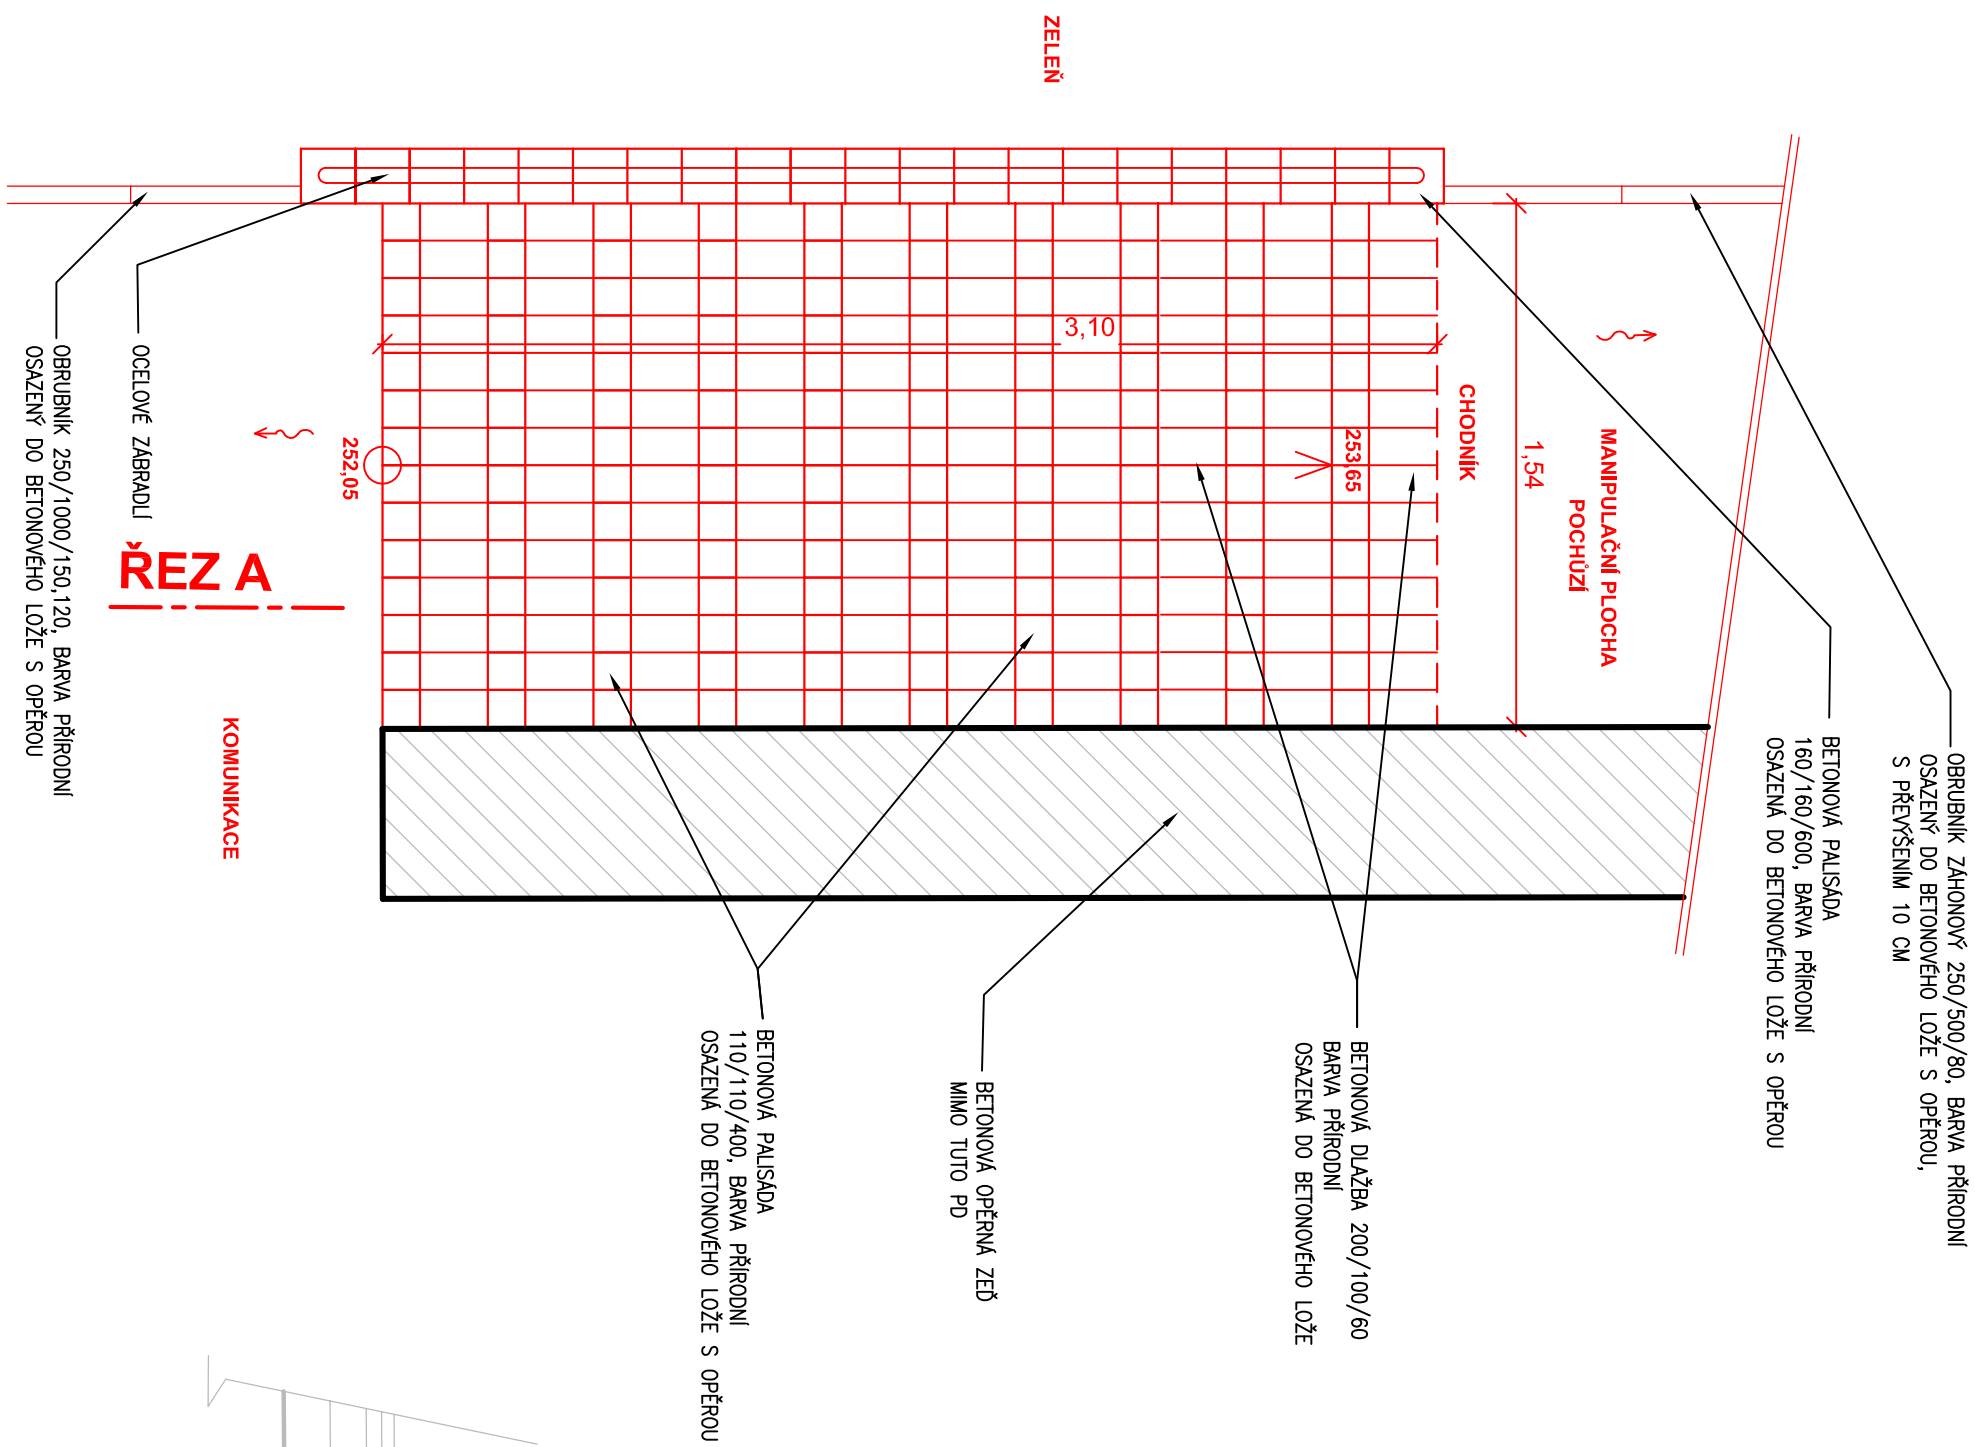 ZELEŇ
OBRUBNÍK ZÁHONOVÝ 250/500/80, BARVA PŘÍRODNÍ
OSAZENÝ DO BETONOVÉHO LOŽE S OPĚROU,
S PŘEVÝŠENÍM 10 CM
BETONOVÁ PALISÁDA
160/160/600, BARVA PŘÍRODNÍ
OSAZENÁ DO BETONOVÉHO LOŽE S OPĚROU
MANIPULAČNÍ PLOCHA
POCHŮZÍ
1,54
CHODNÍK
253,65
3,10
252,05
BETONOVÁ DLAŽBA 200/100/60
BARVA PŘÍRODNÍ
OSAZENÁ DO BETONOVÉHO LOŽE
BETONOVÁ OPĚRNÁ ZEĎ
MIMO TUTO PD
BETONOVÁ PALISÁDA
110/110/400, BARVA PŘÍRODNÍ
OSAZENÁ DO BETONOVÉHO LOŽE S OPĚROU
KOMUNIKACE
ŘEZ A
OCELOVÉ ZÁBRADLÍ
OBRUBNÍK 250/1000/150,120, BARVA PŘÍRODNÍ
OSAZENÝ DO BETONOVÉHO LOŽE S OPĚROU